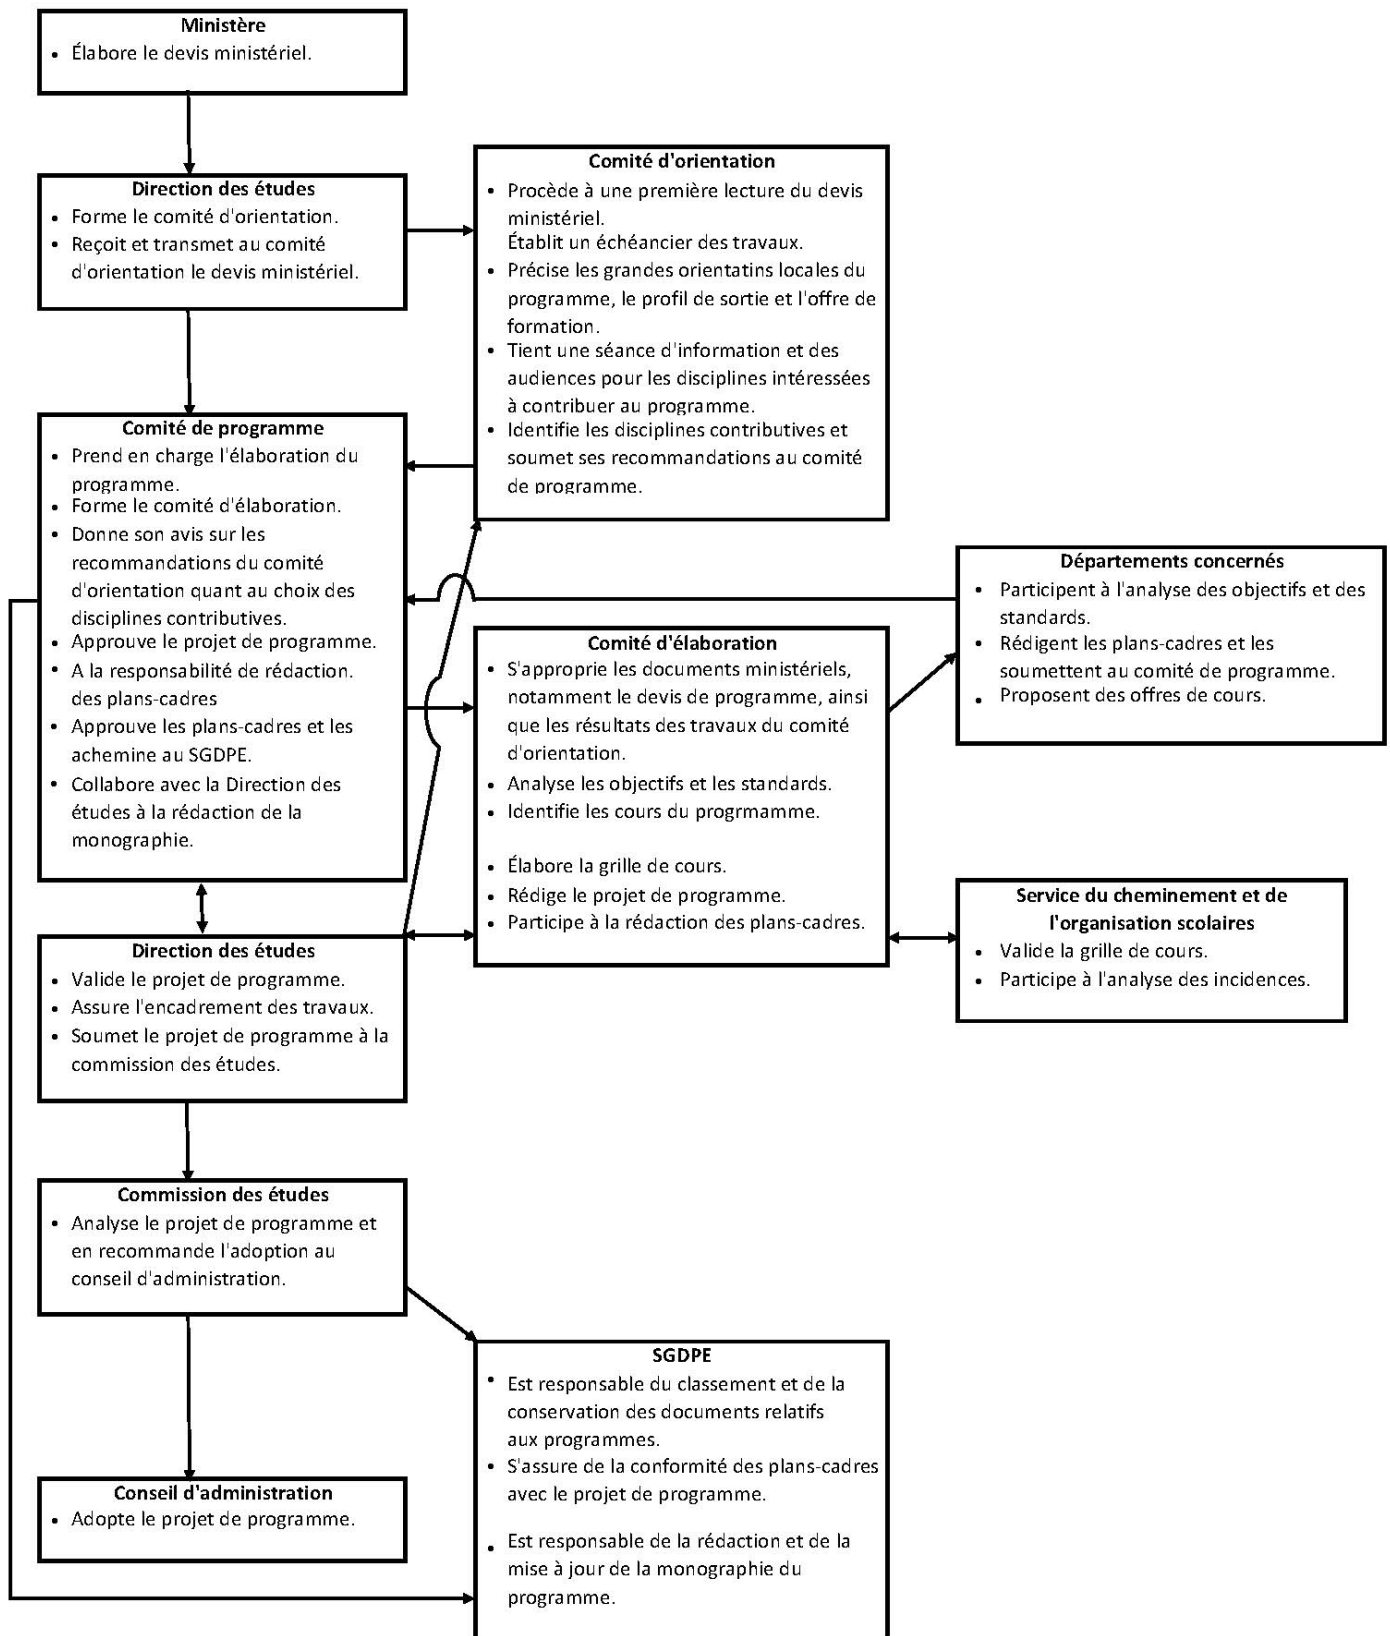 Ministère
• Élabore le devis ministériel.
Direction des études
• Forme le comité d'orientation.
• Reçoit et transmet au comité
d'orientation le devis ministériel.
Comité d'orientation
• Procède à une première lecture du devis
ministériel.
Établit un échéancier des travaux.
• Précise les grandes orientatins locales du
programme, le profil de sortie et l'offre de
formation.
• Tient une séance d'information et des
audiences pour les disciplines intéressées
à contribuer au programme.
• Identifie les disciplines contributives et
soumet ses recommandations au comité
de programme.
Comité de programme
• Prend en charge l'élaboration du
programme.
• Forme le comité d'élaboration.
• Donne son avis sur les
recommandations du comité
d'orientation quant au choix des
disciplines contributives.
• Approuve le projet de programme.
• A la responsabilité de rédaction.
des plans-cadres
• Approuve les plans-cadres et les
achemine au SGDPE.
• Collabore avec la Direction des
études à la rédaction de la
monographie.
Départements concernés
• Participent à l'analyse des objectifs et des
standards.
• Rédigent les plans-cadres et les
soumettent au comité de programme.
• Proposent des offres de cours.
Comité d'élaboration
• S'approprie les documents ministériels,
notamment le devis de programme, ainsi
que les résultats des travaux du comité
d'orientation.
• Analyse les objectifs et les standards.
• Identifie les cours du progrmamme.
• Élabore la grille de cours.
• Rédige le projet de programme.
• Participe à la rédaction des plans-cadres.
Service du cheminement et de
l'organisation scolaires
• Valide la grille de cours.
• Participe à l'analyse des incidences.
Direction des études
• Valide le projet de programme.
• Assure l'encadrement des travaux.
• Soumet le projet de programme à la
commission des études.
Commission des études
• Analyse le projet de programme et
en recommande l'adoption au
conseil d'administration.
SGDPE
• Est responsable du classement et de la
conservation des documents relatifs
aux programmes.
• S'assure de la conformité des plans-cadres
avec le projet de programme.
• Est responsable de la rédaction et de la
mise à jour de la monographie du
programme.
Conseil d'administration
• Adopte le projet de programme.